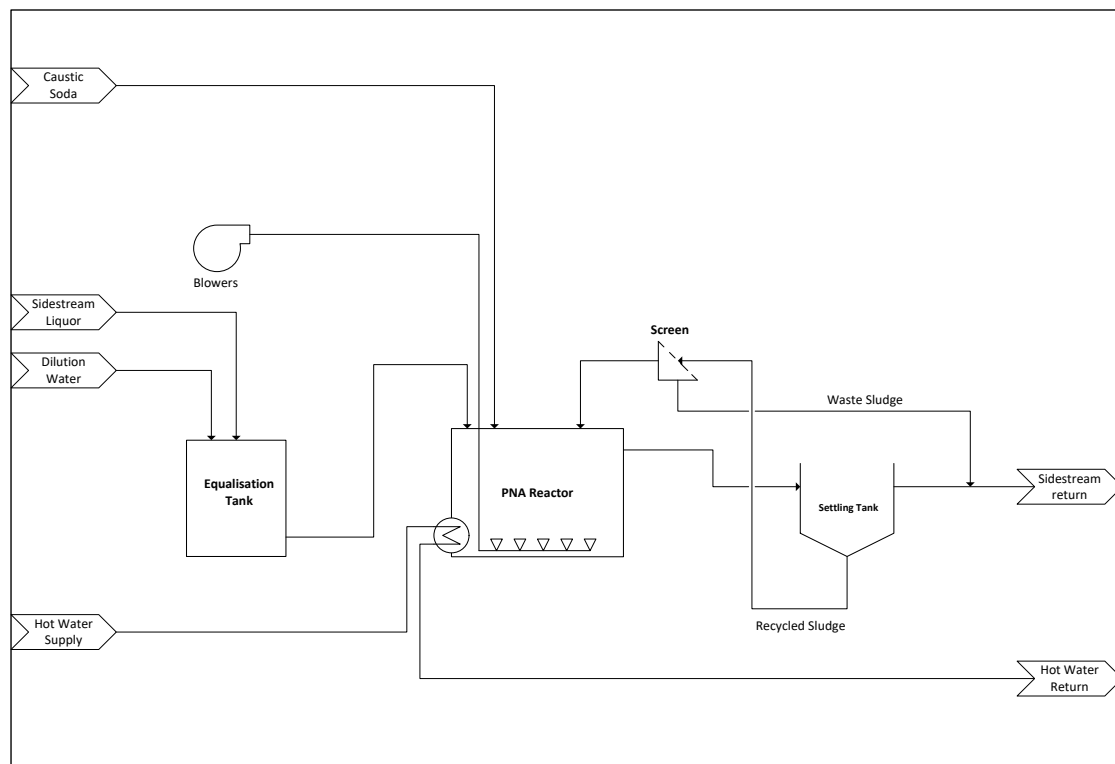 Caustic
Soda
Blowers
Sidestream
Liquor
Dilution
Water
Screen
Waste Sludge
Equalisation
Tank
PNA Reactor
Settling Tank
Sidestream
return
Hot Water
Supply
Recycled Sludge
Hot Water
Return